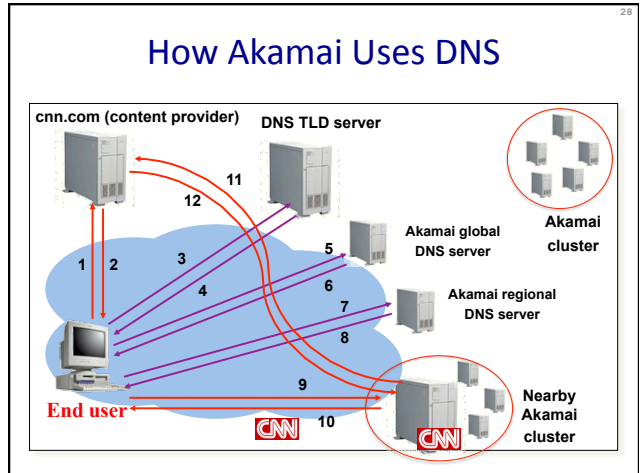 28
How Akamai Uses DNS
cnn.com (content provider)
DNS TLD server
11
12
Akamai
cluster
Akamai global
DNS server
1
2
3
4
5
6
7
8
Akamai regional
DNS server
9
10
End user
CNN
CNN
Nearby
Akamai
cluster